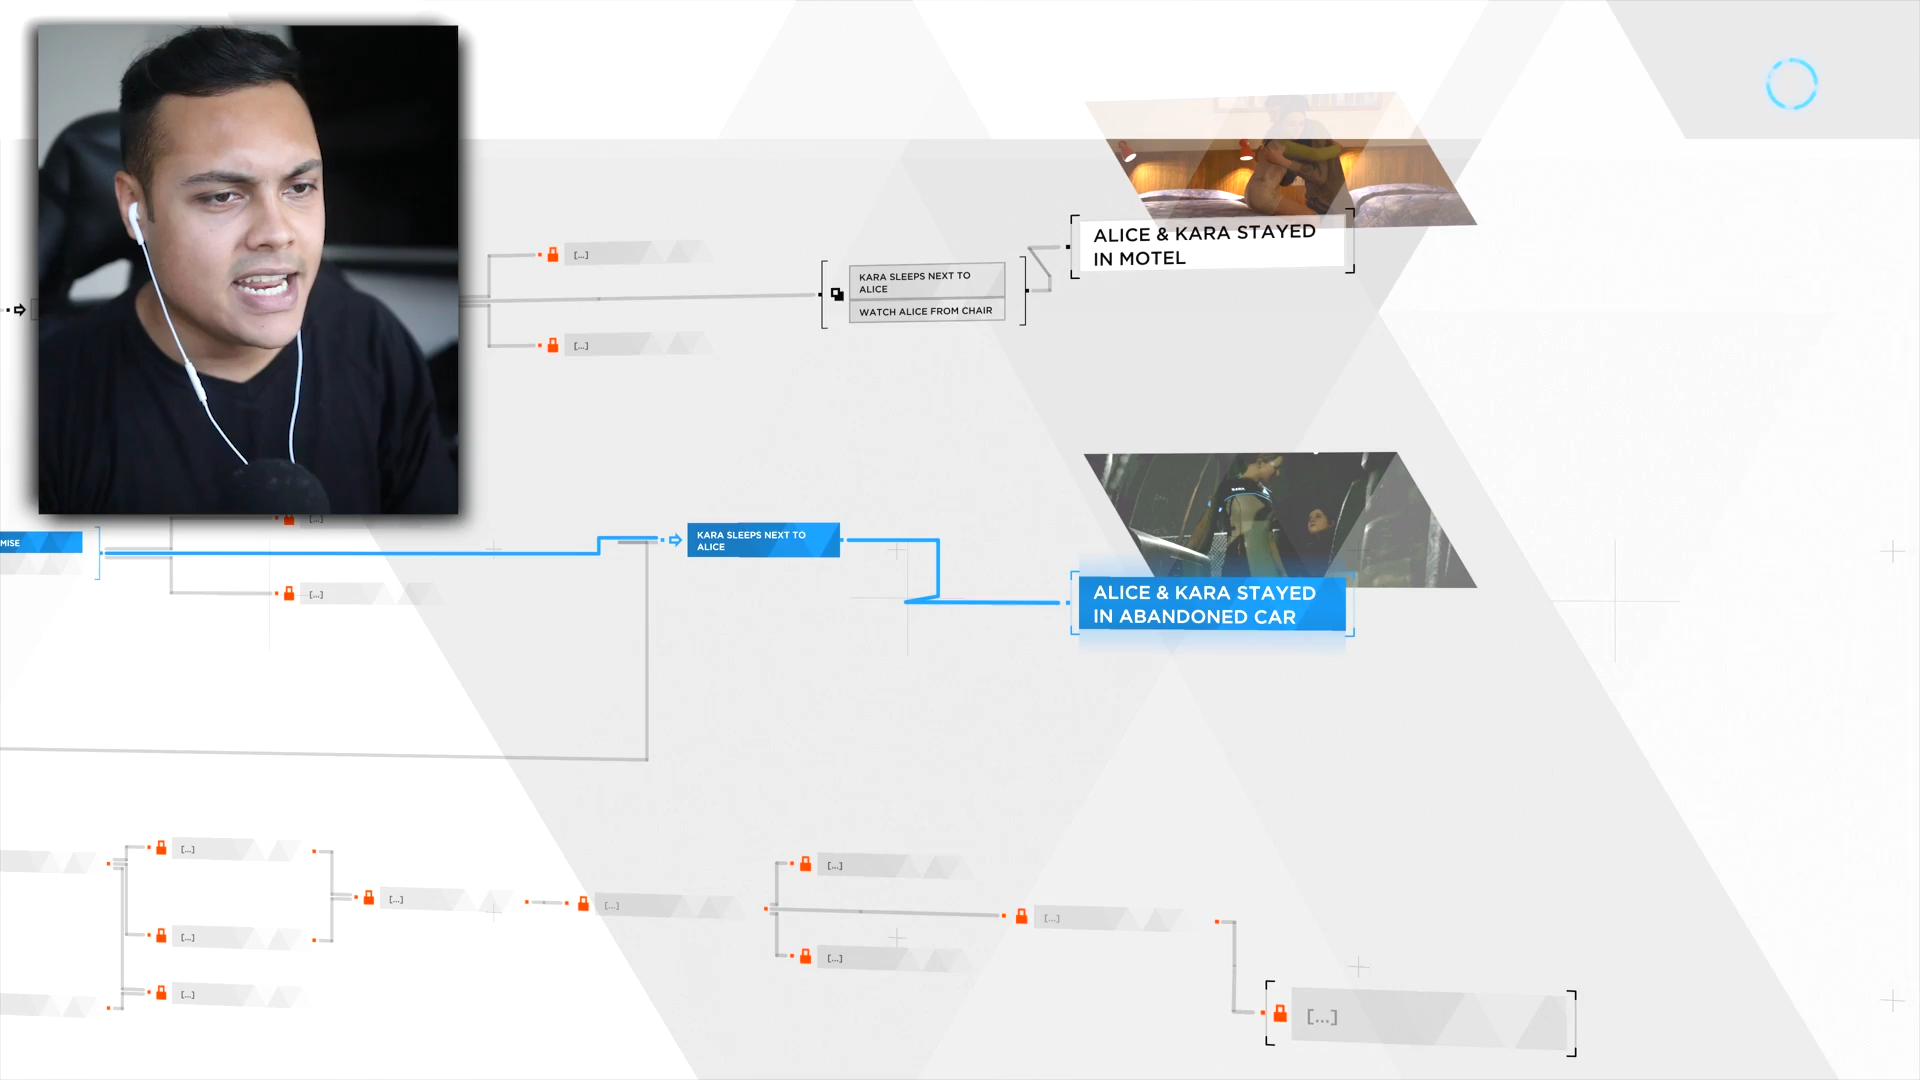 ALICE & KARA STAYED
IN MOTEL
[...]
KARA SLEEPS NEXT TO
ALICE
WATCH ALICE FROM CHAIR
[...]
[...]
MISE
KARA SLEEPS NEXT TO
ALICE
ALICE & KARA STAYED
IN ABANDONED CAR
[...]
[...]
[...]
[...]
[...]
[...]
[...]
[...]
[...]
[...]